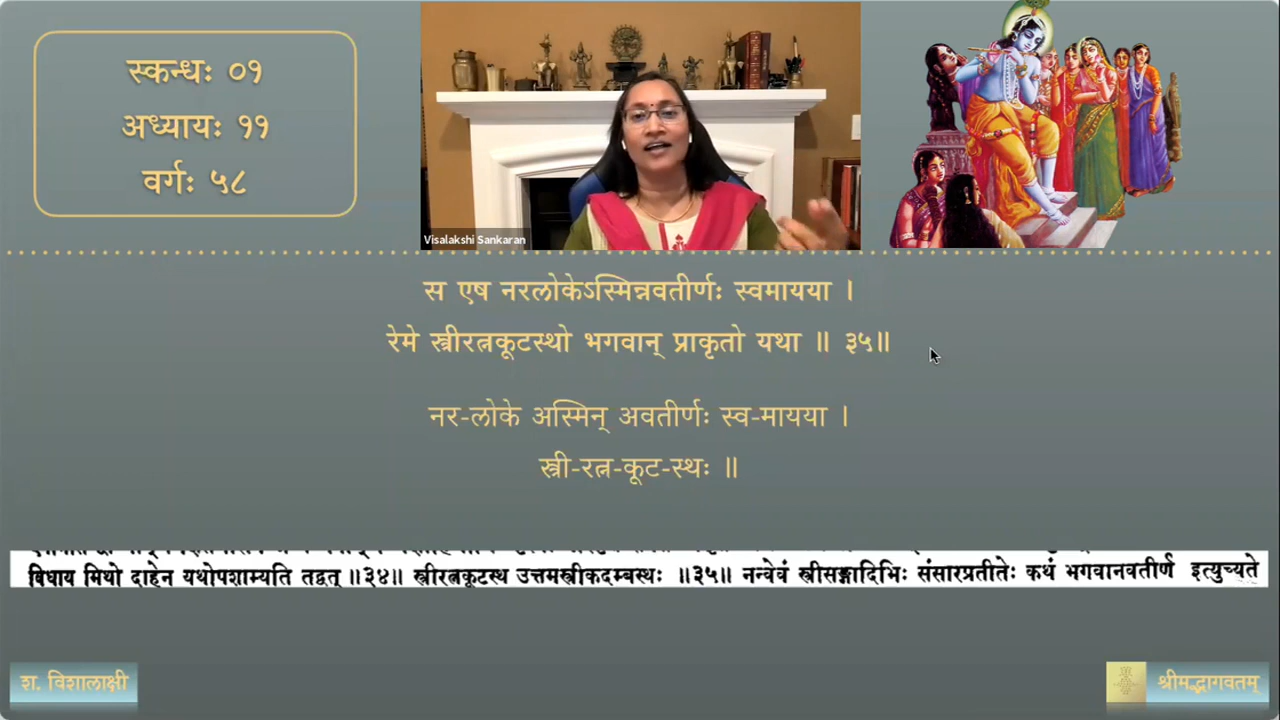 स्कन्धः ०१
अध्यायः ११
वर्गः ५८
Visalakshi Sankaran
स एष नरलोकेऽस्मिन्नवतीर्णः स्वमायया ।
रेमे स्त्रीरत्नकूटस्थो भगवान् प्राकृतो यथा ॥ ३५॥
नर-लोके अस्मिन् अवतीर्णः स्व-मायया ।
स्त्री-रत्न-कूट-स्थः ॥
विधाय मिथो दाहेन यथोपशाम्यति तद्वत् ॥३४॥ स्त्रीरत्नकूटस्थ उत्तमस्त्रीकदम्बस्थः ॥३५॥ नन्वेवं स्त्रीसङ्गादिभिः संसारप्रतीतेः कथं भगवानवतीर्ण इत्युच्यते
श. विशालाक्षी
श्रीमद्भागवतम्